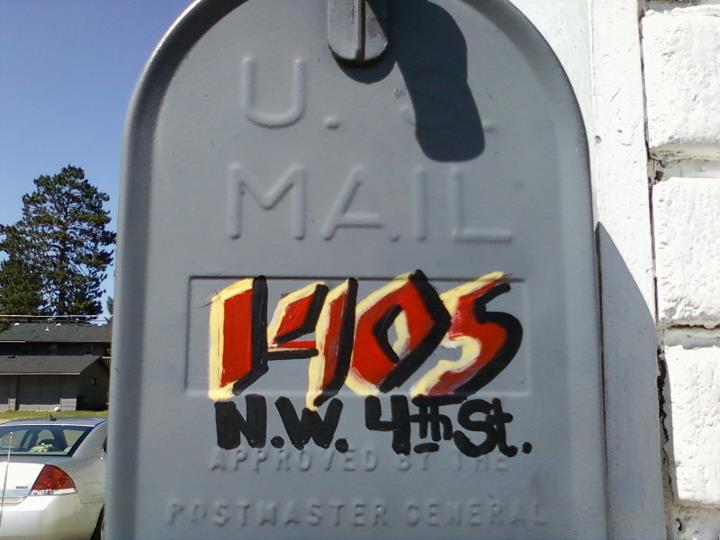 U. S.
MAIL
1405
N.W. 4th St.
APPROVED BY THE
POSTMASTER GENERAL